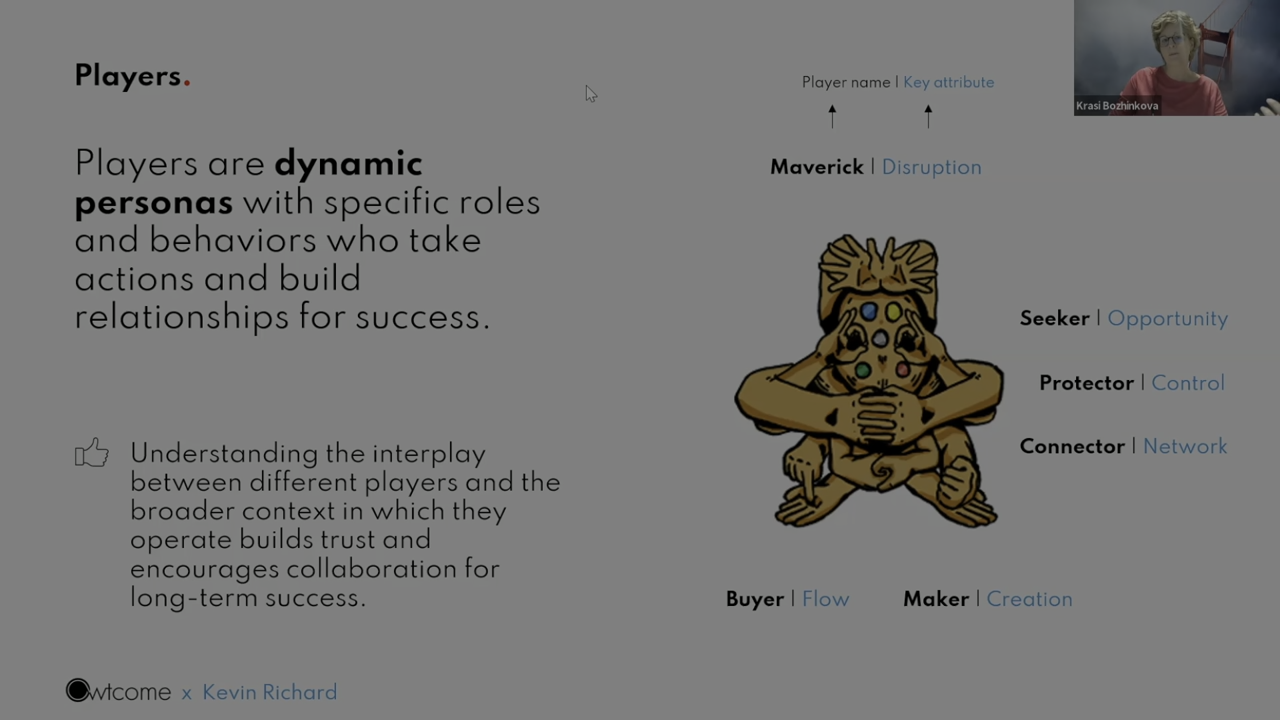 Players.
Players are dynamic
personas with specific roles
and behaviors who take
actions and build
relationships for success.
Understanding the interplay
between different players and the
broader context in which they
operate builds trust and
encourages collaboration for
long-term success.
Player name | Key attribute
Maverick | Disruption
Seeker | Opportunity
Protector | Control
Connector | Network
Buyer | Flow
Maker | Creation
Owtcome x Kevin Richard
Krasi Bozhinkova